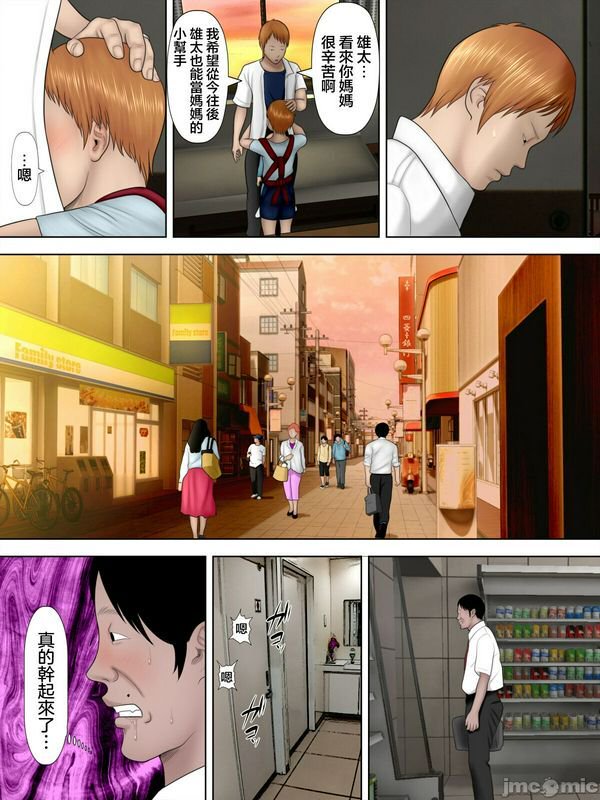 雄太…
看來你媽媽
很辛苦啊
我希望從今往後
雄太也能當媽媽的
小幫手
…嗯
Family store
Family store
嗯
嗯
真的幹起來了…
jmcomic